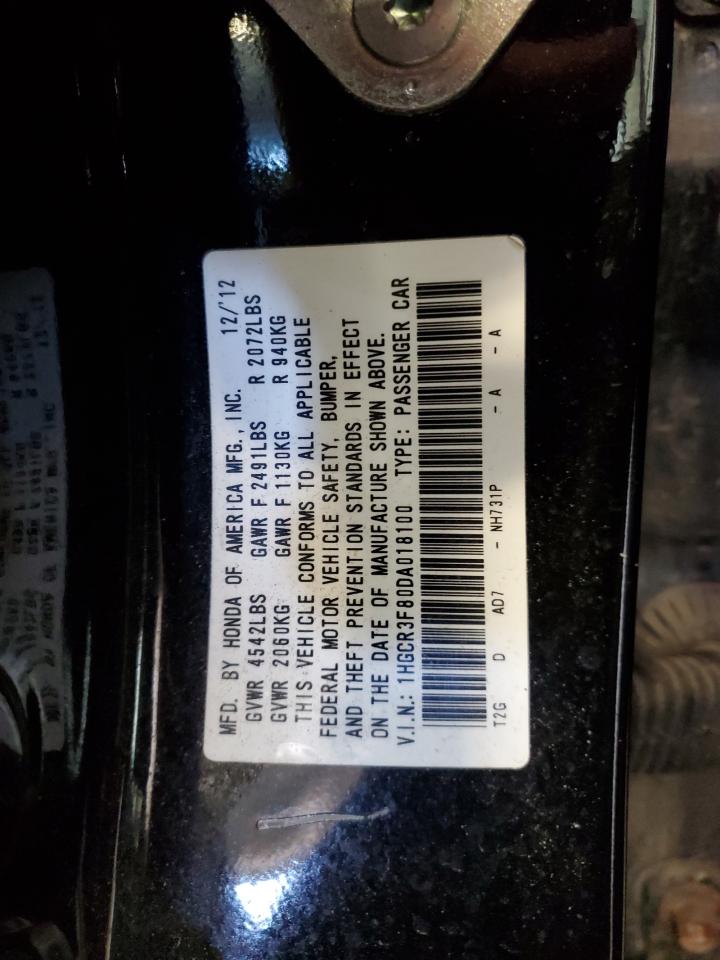 MFD. BY HONDA OF AMERICA MFG., INC. 12/'12
GVWR 4542LBS GAWR F 2491LBS R 2072LBS
GVWR 2060KG GAWR F 1130KG R 940KG
THIS VEHICLE CONFORMS TO ALL APPLICABLE
FEDERAL MOTOR VEHICLE SAFETY, BUMPER,
AND THEFT PREVENTION STANDARDS IN EFFECT
ON THE DATE OF MANUFACTURE SHOWN ABOVE.
V.I.N.: 1HGCR3F80DA018100 TYPE: PASSENGER CAR
T2G D AD7 - NH731P - A - A